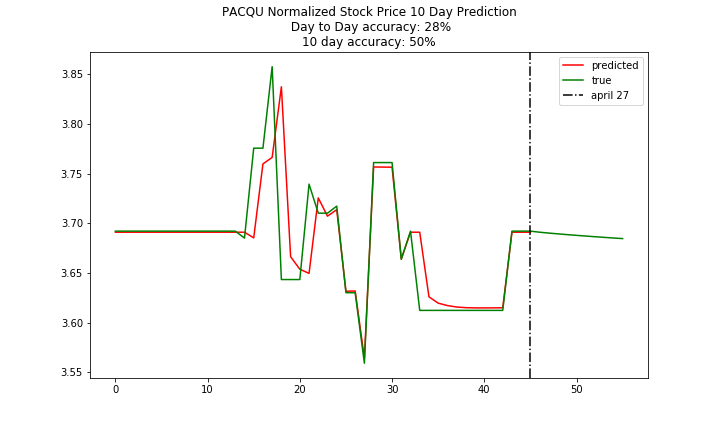 PACQU Normalized Stock Price 10 Day Prediction
Day to Day accuracy: 28%
10 day accuracy: 50%
predicted
true
april 27
3.85
3.80
3.75
3.70
3.65
3.60
3.55
0 10 20 30 40 50